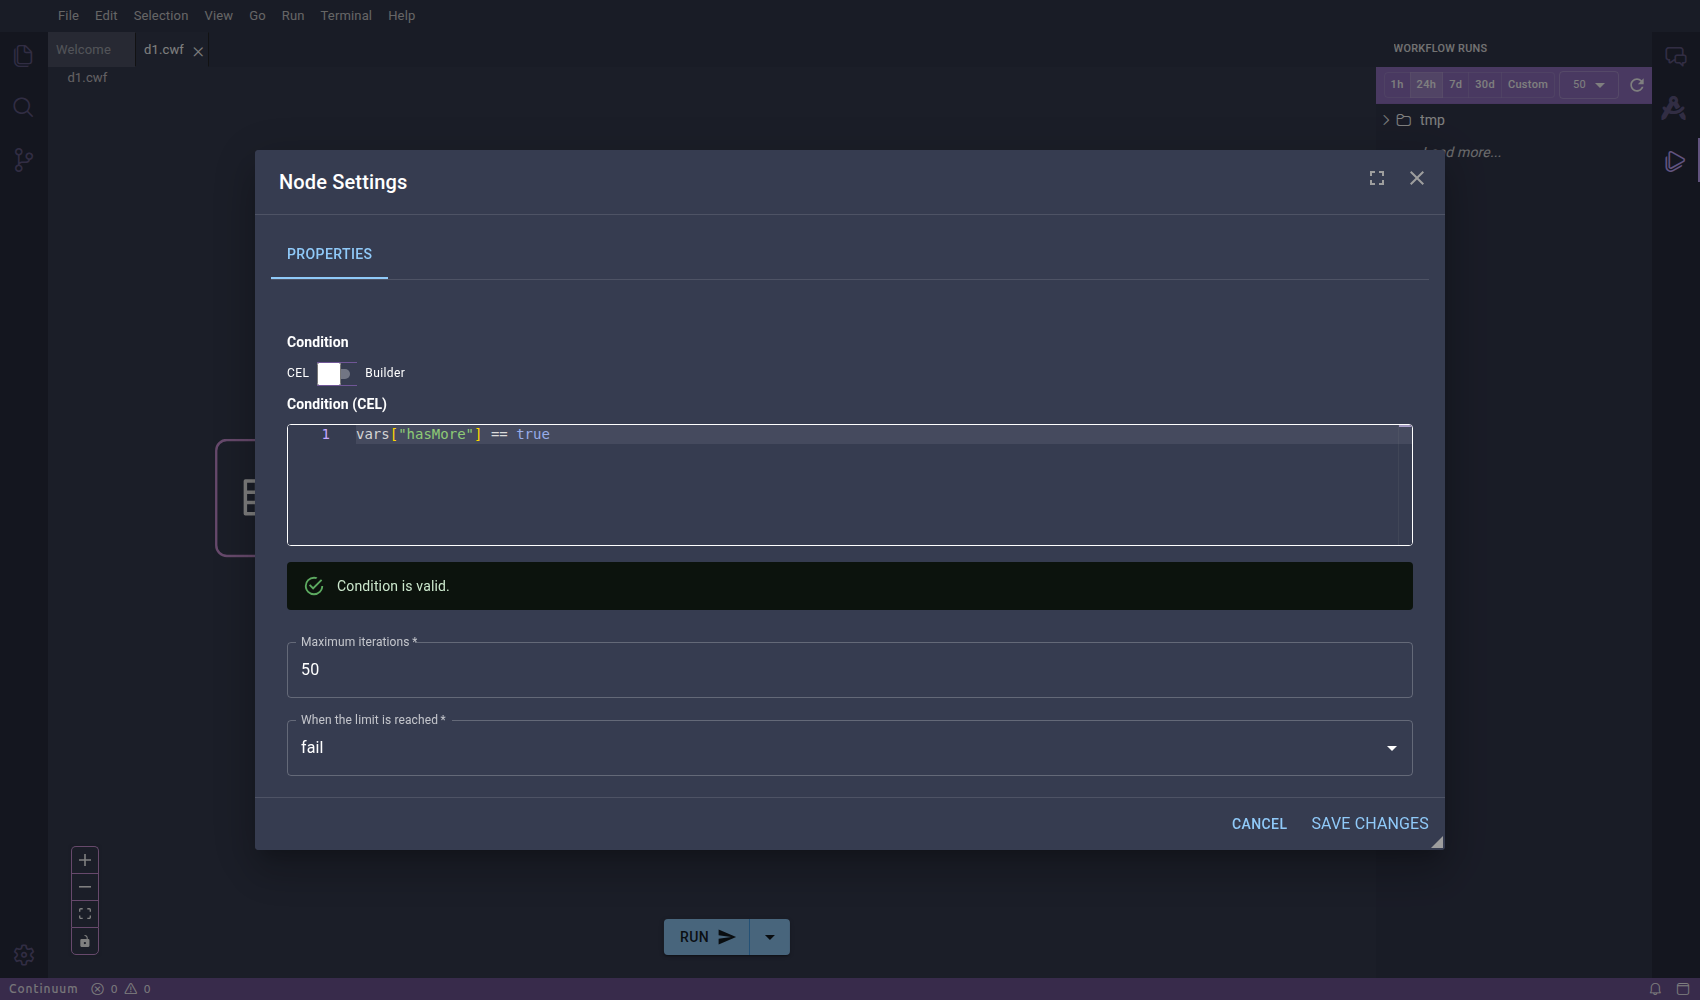 File Edit Selection View Go Run Terminal Help
Welcome d1.cwf
d1.cwf
WORKFLOW RUNS
1h 24h 7d 30d Custom 50
tmp
more...
Node Settings
PROPERTIES
Condition
CEL Builder
Condition (CEL)
1 vars["hasMore"] == true
Condition is valid.
Maximum iterations *
50
When the limit is reached *
fail
CANCEL SAVE CHANGES
RUN
Continuum 0 0